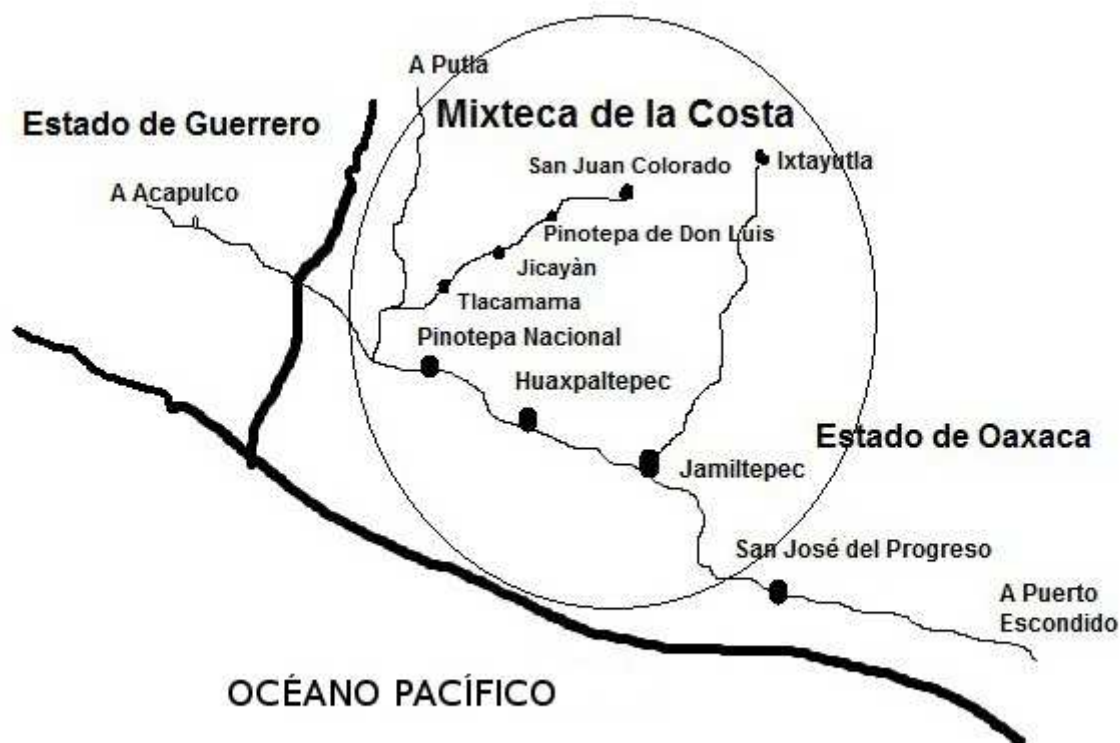 A Putla
Mixteca de la Costa
Estado de Guerrero
San Juan Colorado
Ixtayutla
A Acapulco
Pinotepa de Don Luis
Jicayàn
Tlacamama
Pinotepa Nacional
Huaxpaltepec
Estado de Oaxaca
Jamiltepec
San José del Progreso
A Puerto
Escondido
OCÉANO PACÍFICO